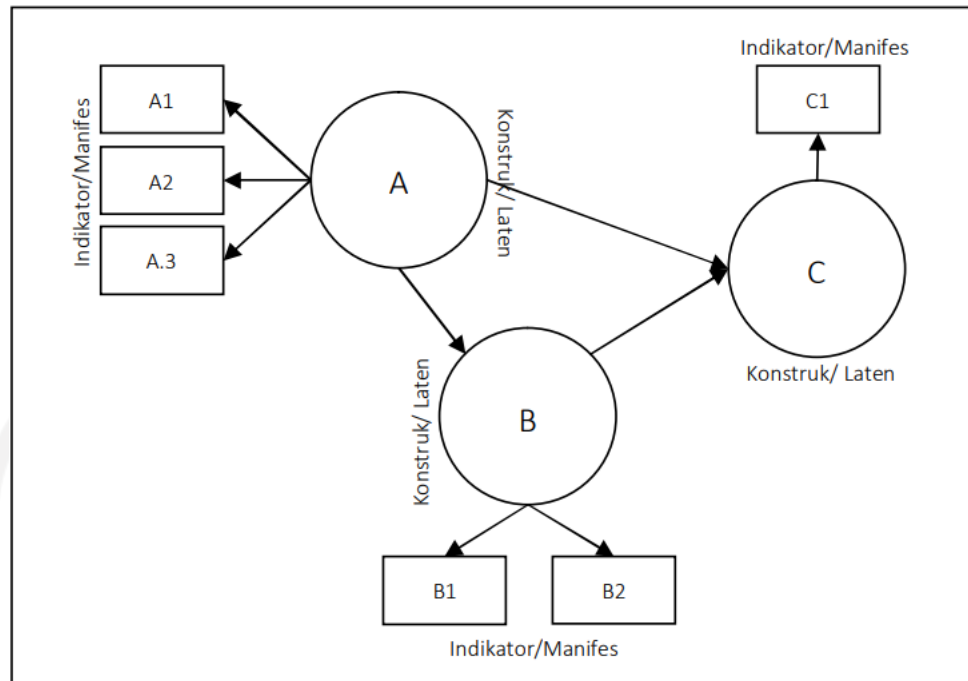 Indikator/Manifes
A1
A2
A.3
A
Konstruk/ Laten
Indikator/Manifes
C1
C
Konstruk/ Laten
Konstruk/ Laten
B
B1
B2
Indikator/Manifes